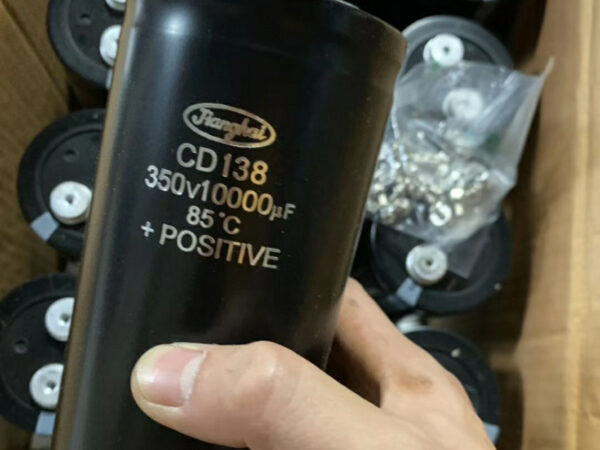 Jianghai
CD138
350v10000μF
85°C
+ POSITIVE